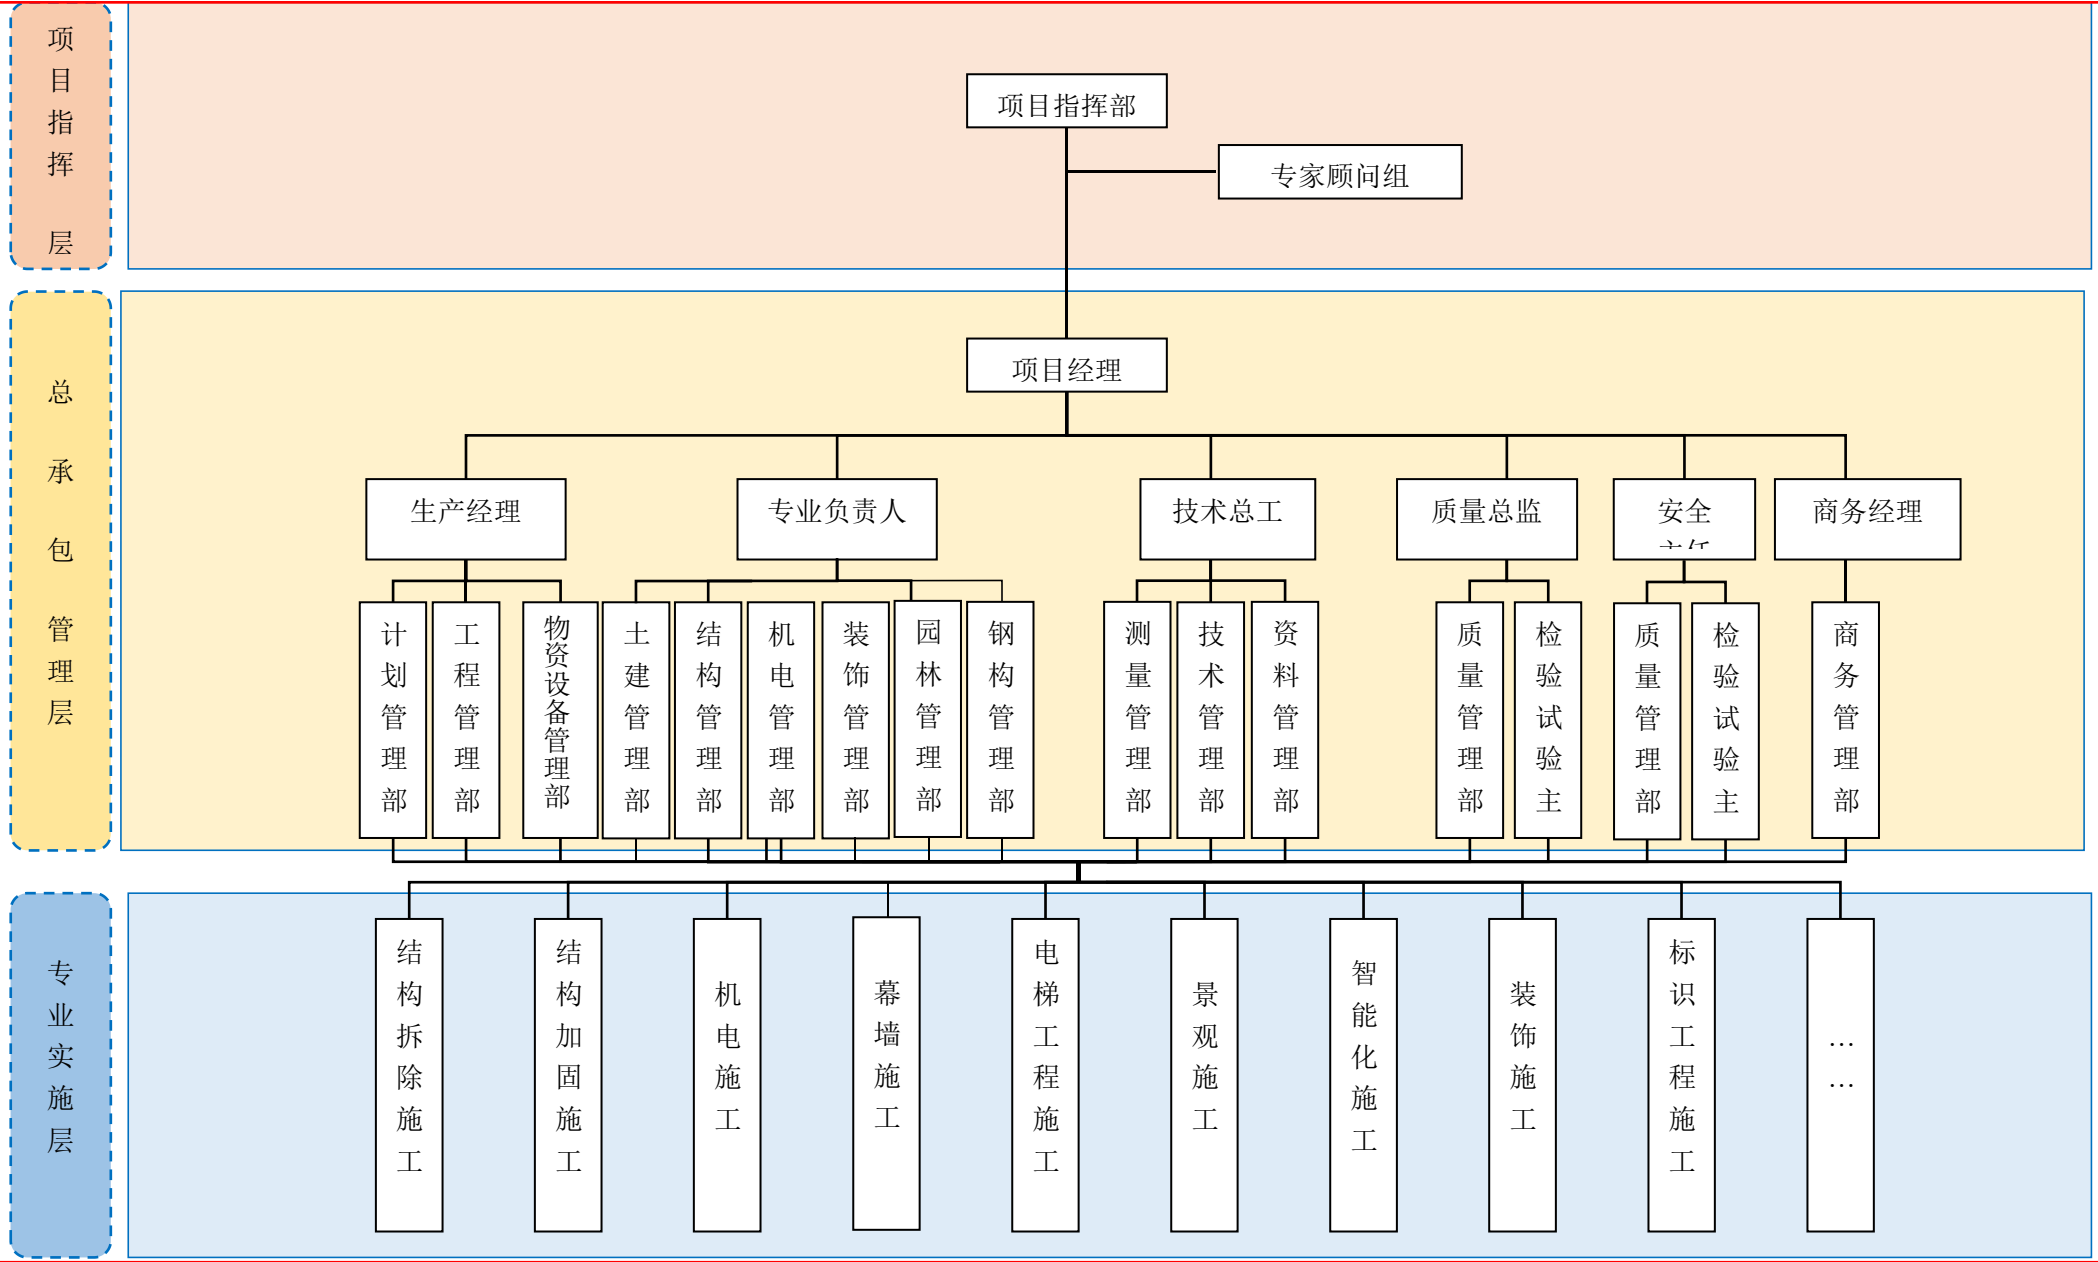 项目指挥层
项目指挥部
专家顾问组
总承包管理层
项目经理
生产经理
专业负责人
技术总工
质量总监
安全
商务经理
计划管理部
工程管理部
物资设备管理部
土建管理部
结构管理部
机电管理部
装饰管理部
园林管理部
钢构管理部
测量管理部
技术管理部
资料管理部
质量管理部
检验试验主
质量管理部
检验试验主
商务管理部
专业实施层
结构拆除施工
结构加固施工
机电施工
幕墙施工
电梯工程施工
景观施工
智能化施工
装饰施工
标识工程施工
……